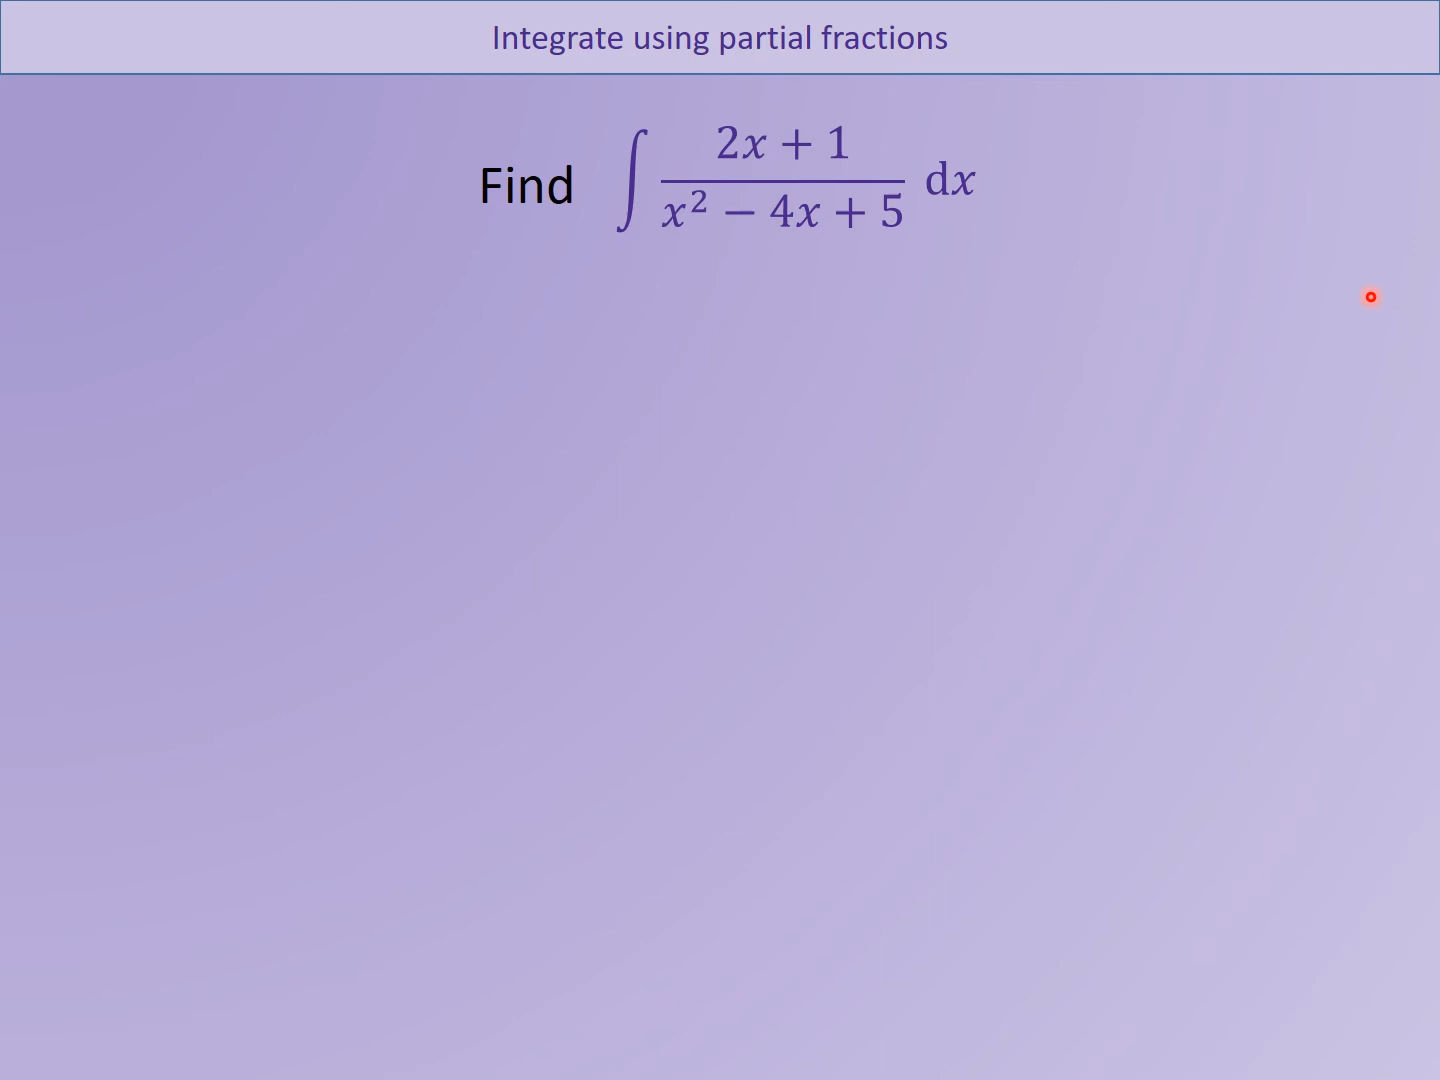 Integrate using partial fractions
Find ∫ (2x + 1)/(x² − 4x + 5) dx